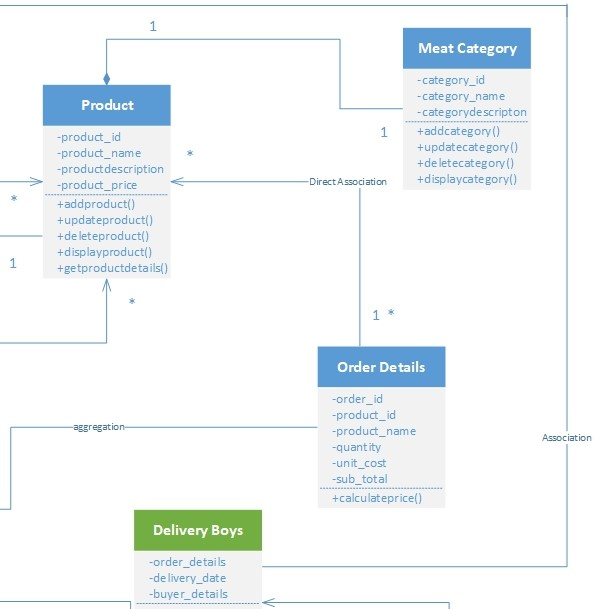 1
Meat Category
-category_id
-category_name
-categorydescripton
+addcategory()
+updatecategory()
+deletecategory()
+displaycategory()
1
Product
-product_id
-product_name
-productdescription
-product_price
+addproduct()
+updateproduct()
+deleteproduct()
+displayproduct()
+getproductdetails()
*
*
1
*
Direct Association
1 *
Order Details
-order_id
-product_id
-product_name
-quantity
-unit_cost
-sub_total
+calculateprice()
aggregation
Association
Delivery Boys
-order_details
-delivery_date
-buyer_details